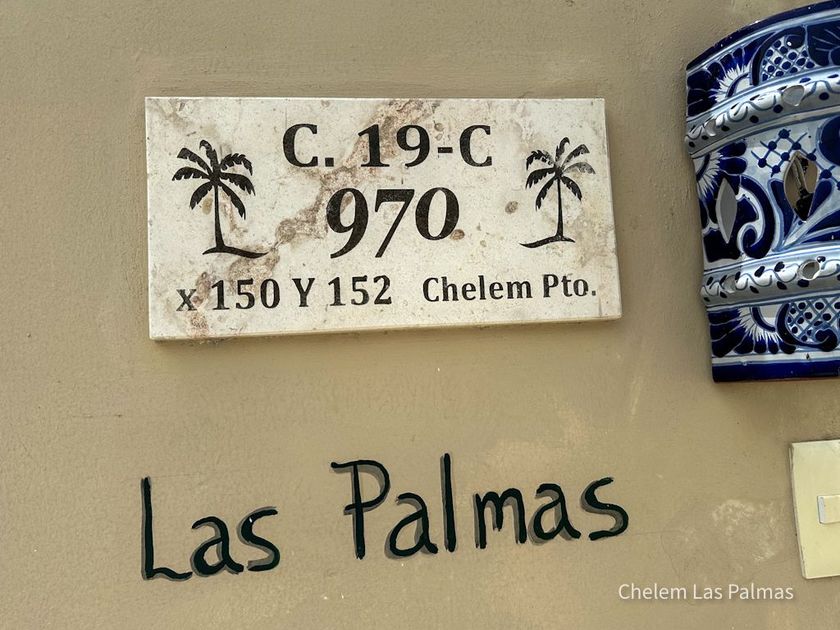 C. 19-C
970
x 150 Y 152 Chelem Pto.
Las Palmas
Chelem Las Palmas